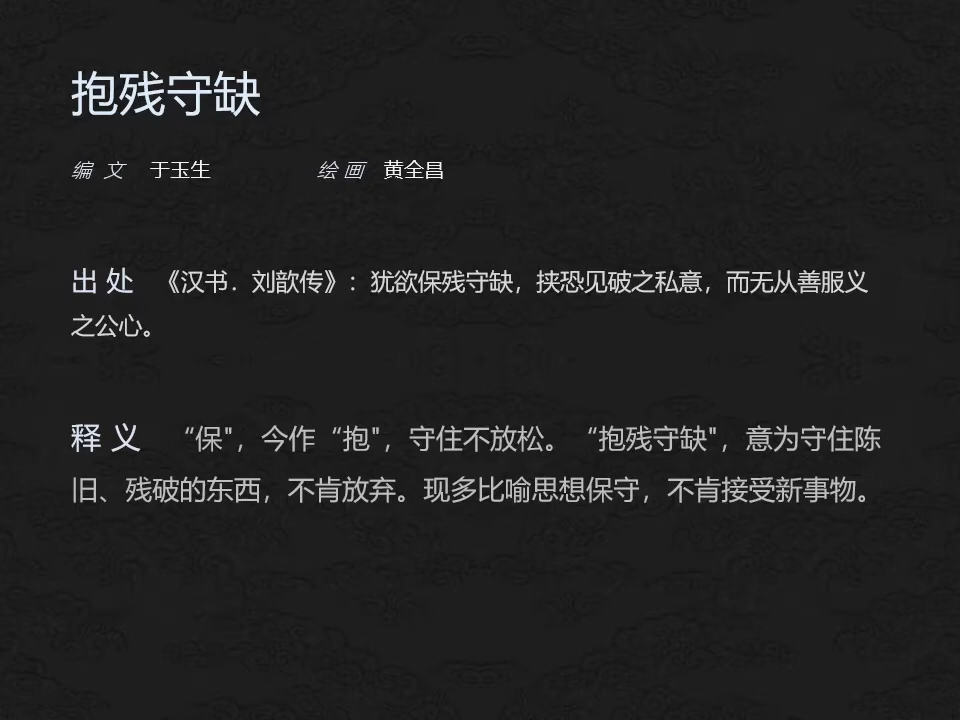 抱残守缺
编 文 于玉生 绘 画 黄全昌
出 处 《汉书．刘歆传》：犹欲保残守缺，挟恐见破之私意，而无从善服义
之公心。
释 义 “保"，今作“抱"，守住不放松。“抱残守缺"，意为守住陈
旧、残破的东西，不肯放弃。现多比喻思想保守，不肯接受新事物。